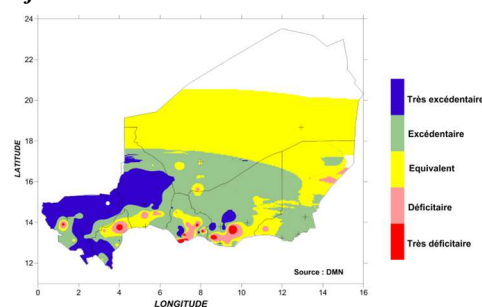 24
22
20
18
16
14
12
LATITUDE
0
2
4
6
8
10
12
14
16
LONGITUDE
Source : DMN
Très excédentaire
Excédentaire
Equivalent
Déficitaire
Très déficitaire